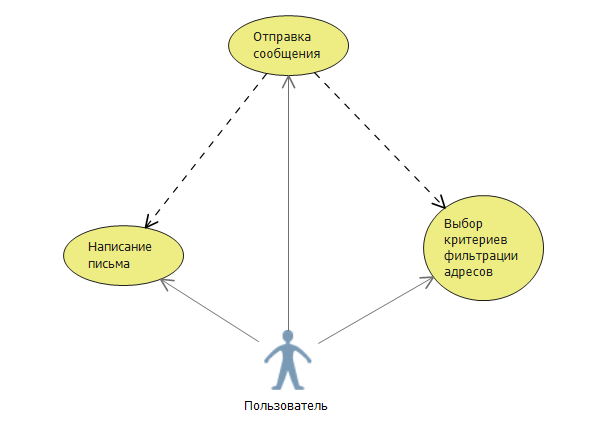 Отправка
сообщения
Написание
письма
Выбор
критериев
фильтрации
адресов
Пользователь